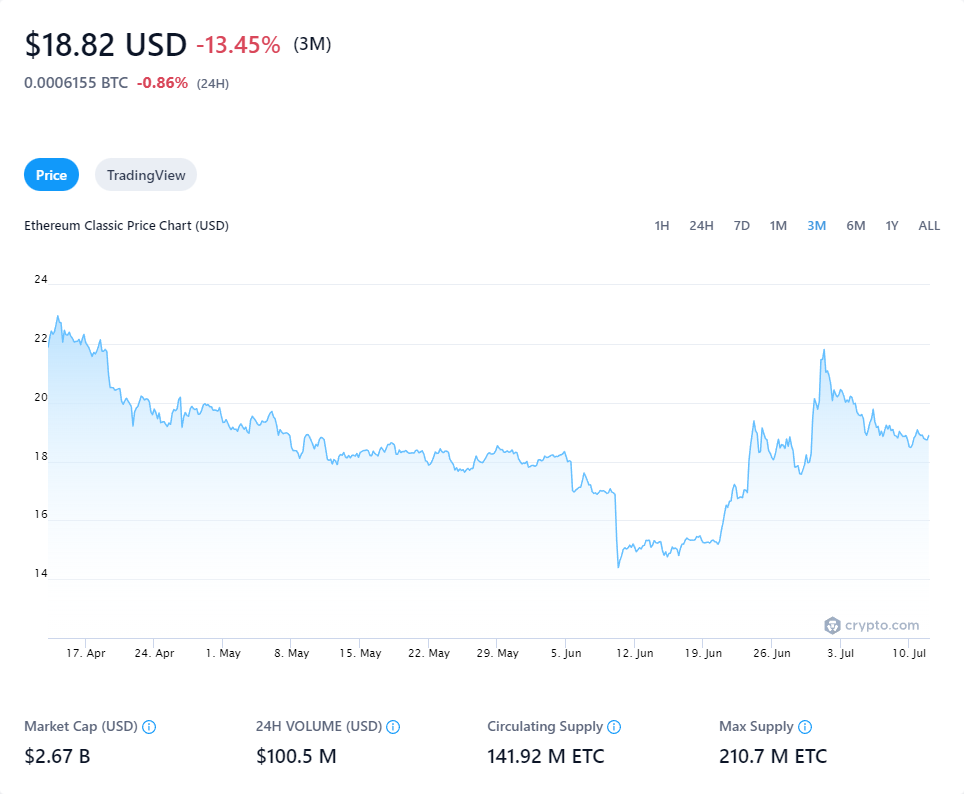 $18.82 USD -13.45% (3M)
0.0006155 BTC -0.86% (24H)
Price TradingView
Ethereum Classic Price Chart (USD) 1H 24H 7D 1M 3M 6M 1Y ALL
24
22
20
18
16
14
crypto.com
17. Apr 24. Apr 1. May 8. May 15. May 22. May 29. May 5. Jun 12. Jun 19. Jun 26. Jun 3. Jul 10. Jul
Market Cap (USD) 24H VOLUME (USD) Circulating Supply Max Supply
$2.67 B $100.5 M 141.92 M ETC 210.7 M ETC